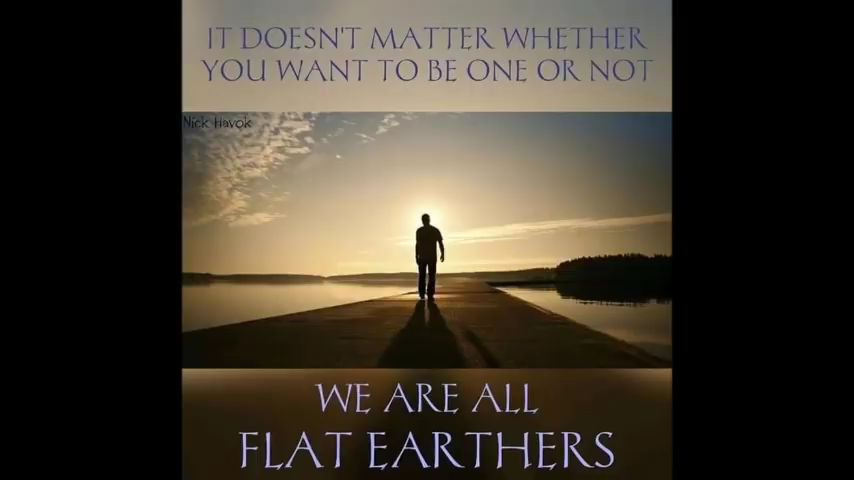 IT DOESN'T MATTER WHETHER
YOU WANT TO BE ONE OR NOT
Nick Havok
WE ARE ALL
FLAT EARTHERS